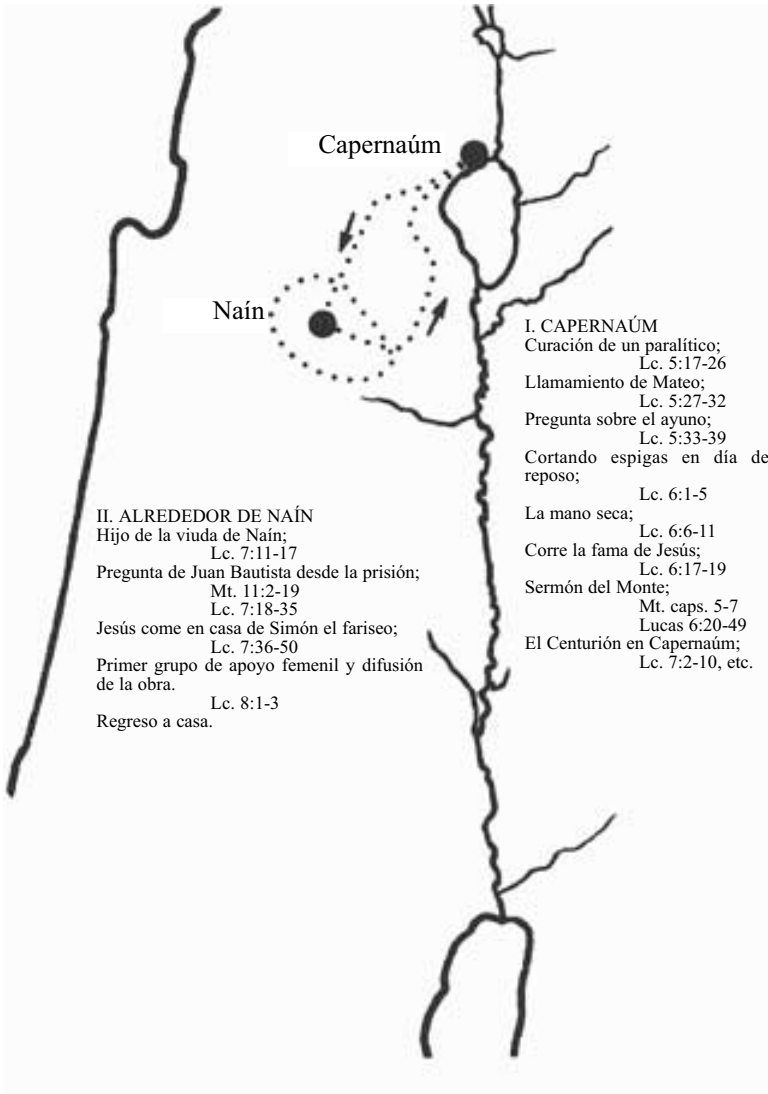 Capernaúm
Naín
I. CAPERNAÚM
Curación de un paralítico;
Lc. 5:17-26
Llamamiento de Mateo;
Lc. 5:27-32
Pregunta sobre el ayuno;
Lc. 5:33-39
Cortando espigas en día de
reposo;
Lc. 6:1-5
La mano seca;
Lc. 6:6-11
Corre la fama de Jesús;
Lc. 6:17-19
Sermón del Monte;
Mt. caps. 5-7
Lucas 6:20-49
El Centurión en Capernaúm;
Lc. 7:2-10, etc.
II. ALREDEDOR DE NAÍN
Hijo de la viuda de Naín;
Lc. 7:11-17
Pregunta de Juan Bautista desde la prisión;
Mt. 11:2-19
Lc. 7:18-35
Jesús come en casa de Simón el fariseo;
Lc. 7:36-50
Primer grupo de apoyo femenil y difusión
de la obra.
Lc. 8:1-3
Regreso a casa.